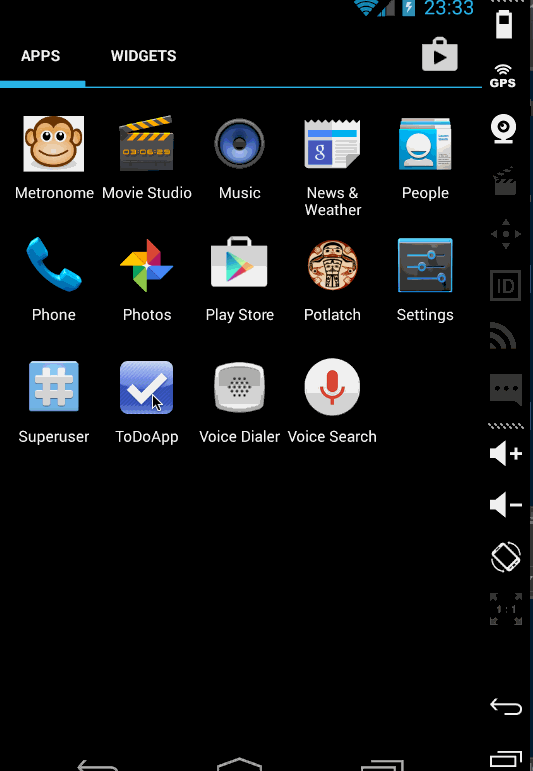 23:33
APPS WIDGETS
GPS
03:06:29
Metronome Movie Studio Music News & Weather People
8
ID
Phone Photos Play Store Potlatch Settings
Superuser ToDoApp Voice Dialer Voice Search
1:1